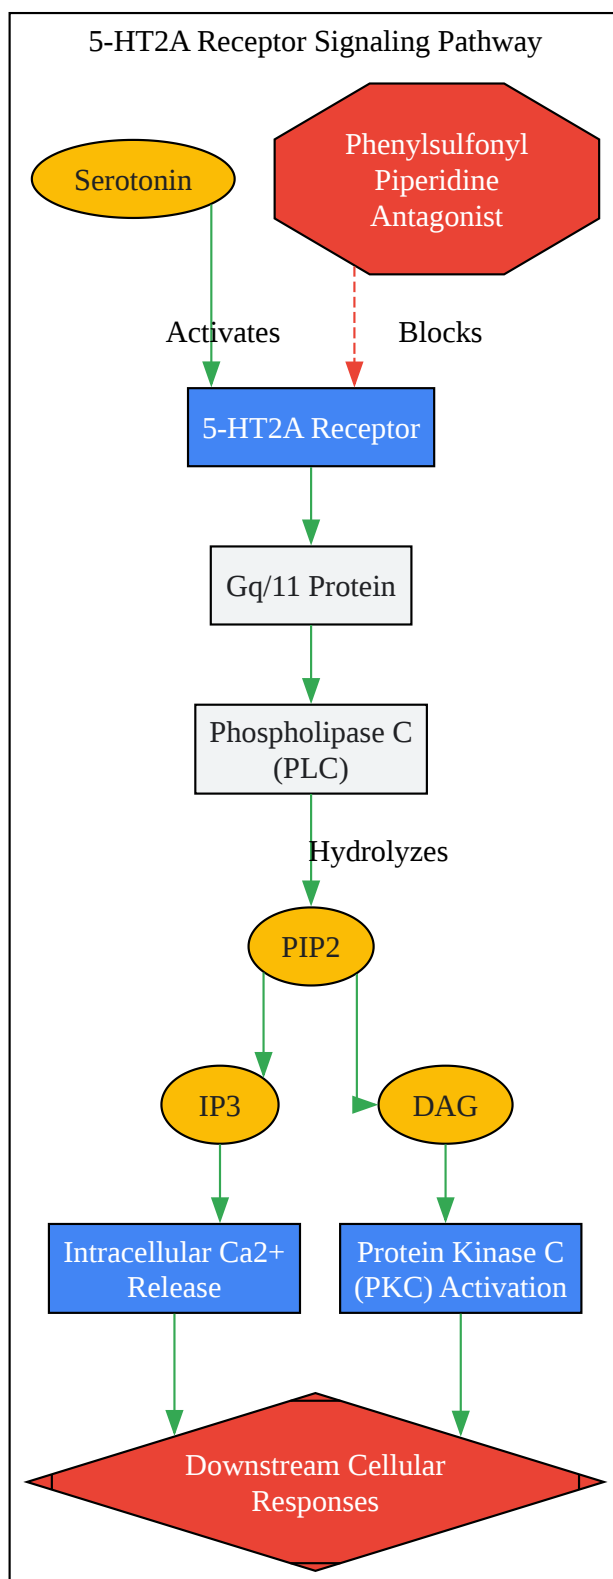 5-HT2A Receptor Signaling Pathway
Serotonin
Phenylsulfonyl
Piperidine
Antagonist
Activates
Blocks
5-HT2A Receptor
Gq/11 Protein
Phospholipase C
(PLC)
Hydrolyzes
PIP2
IP3
DAG
Intracellular Ca2+
Release
Protein Kinase C
(PKC) Activation
Downstream Cellular
Responses